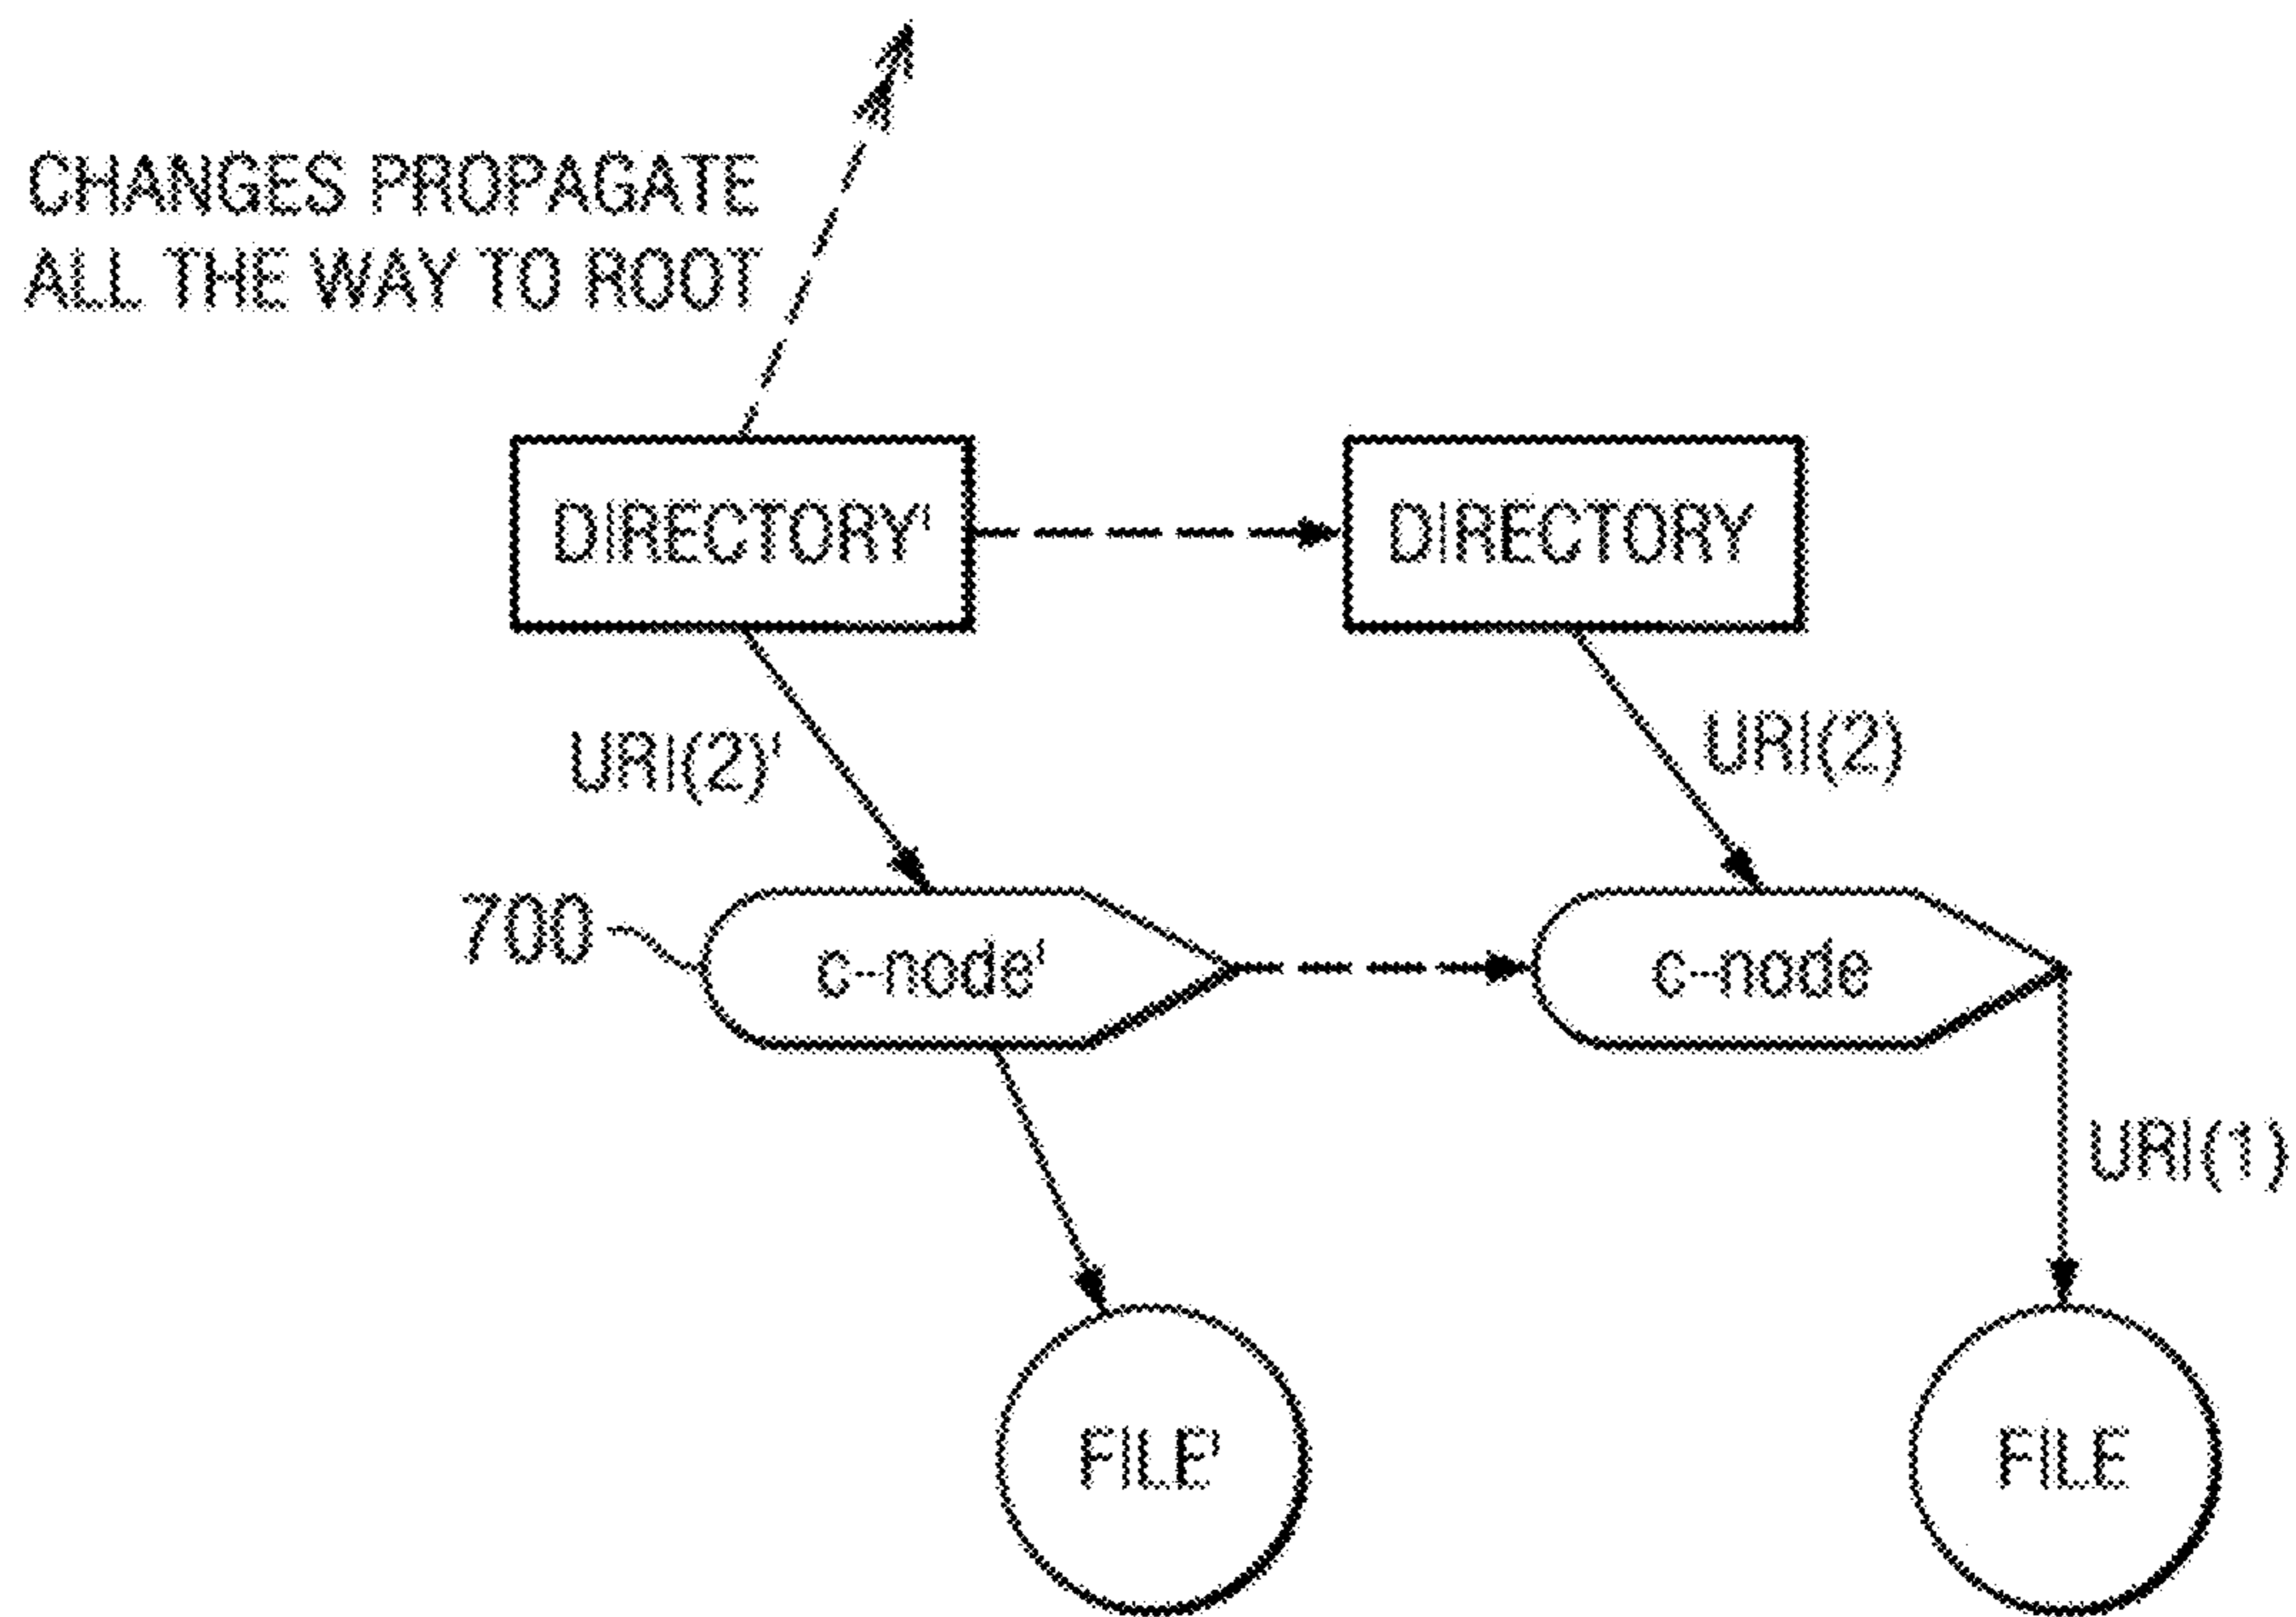 CHANGES PROPAGATE
ALL THE WAY TO ROOT
DIRECTORY'
DIRECTORY
URI(2)'
URI(2)
700
c-node'
c-node
URI(1)
FILE'
FILE